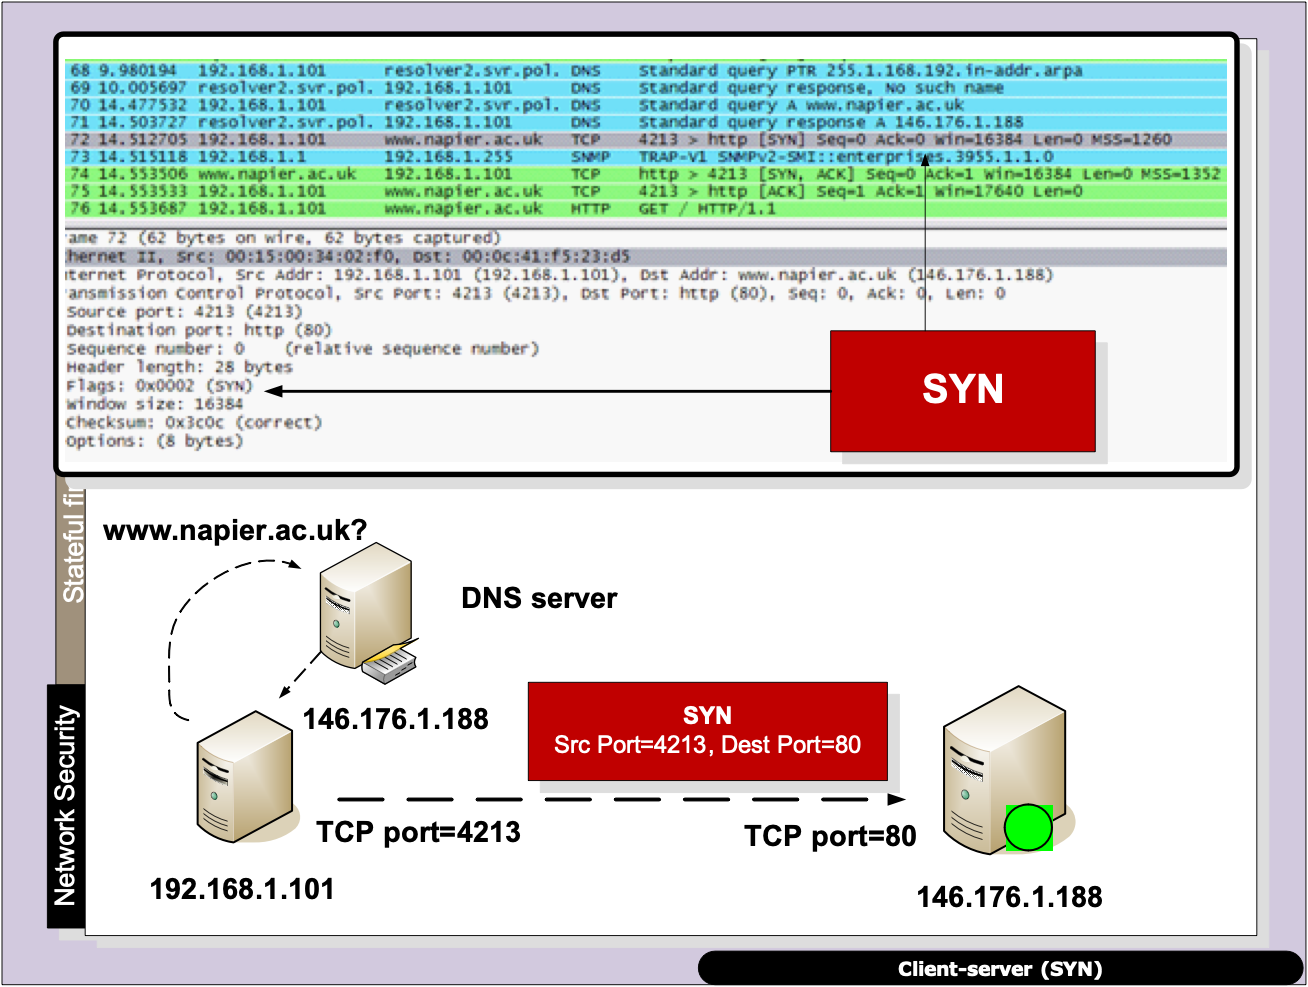 68 9.980194 192.168.1.101 resolver2.svr.pol. DNS Standard query PTR 255.1.168.192.in-addr.arpa
69 10.005697 resolver2.svr.pol. 192.168.1.101 DNS Standard query response, No such name
70 14.477532 192.168.1.101 resolver2.svr.pol. DNS Standard query A www.napier.ac.uk
71 14.503727 resolver2.svr.pol. 192.168.1.101 DNS Standard query response A 146.176.1.188
72 14.512705 192.168.1.101 www.napier.ac.uk TCP 4213 > http [SYN] Seq=0 Ack=0 Win=16384 Len=0 MSS=1260
73 14.515118 192.168.1.1 192.168.1.255 SNMP TRAP-V1 SNMPv2-SMI::enterprises.3955.1.1.0
74 14.553506 www.napier.ac.uk 192.168.1.101 TCP http > 4213 [SYN, ACK] Seq=0 Ack=1 Win=16384 Len=0 MSS=1352
75 14.553533 192.168.1.101 www.napier.ac.uk TCP 4213 > http [ACK] Seq=1 Ack=1 Win=17640 Len=0
76 14.553687 192.168.1.101 www.napier.ac.uk HTTP GET / HTTP/1.1
ame 72 (62 bytes on wire, 62 bytes captured)
hernet II, Src: 00:15:00:34:02:f0, Dst: 00:0c:41:f5:23:d5
ternet Protocol, Src Addr: 192.168.1.101 (192.168.1.101), Dst Addr: www.napier.ac.uk (146.176.1.188)
ansmission Control Protocol, Src Port: 4213 (4213), Dst Port: http (80), Seq: 0, Ack: 0, Len: 0
Source port: 4213 (4213)
Destination port: http (80)
Sequence number: 0 (relative sequence number)
Header length: 28 bytes
Flags: 0x0002 (SYN)
Window size: 16384
Checksum: 0x3c0c (correct)
Options: (8 bytes)
SYN
Stateful fi
www.napier.ac.uk?
DNS server
146.176.1.188
SYN
Src Port=4213, Dest Port=80
TCP port=4213
TCP port=80
192.168.1.101
146.176.1.188
Network Security
Client-server (SYN)